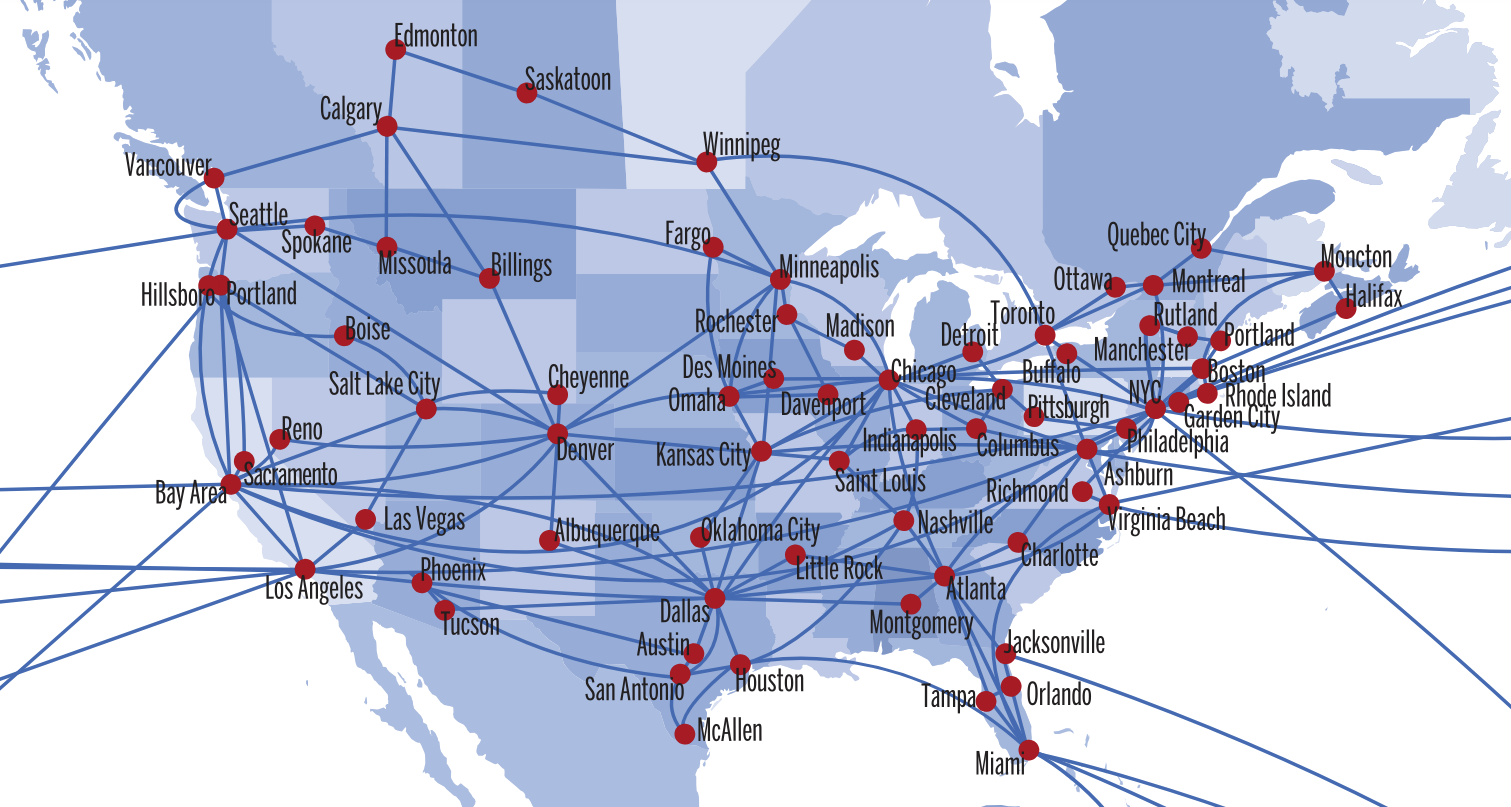 Edmonton
Saskatoon
Calgary
Winnipeg
Vancouver
Seattle
Spokane
Missoula
Billings
Fargo
Minneapolis
Quebec City
Moncton
Ottawa
Montreal
Halifax
Hillsboro
Portland
Boise
Rochester
Madison
Detroit
Toronto
Rutland
Portland
Manchester
Salt Lake City
Cheyenne
Des Moines
Omaha
Davenport
Chicago
Buffalo
Boston
Cleveland
Pittsburgh
NYC
Rhode Island
Garden City
Reno
Denver
Kansas City
Indianapolis
Columbus
Philadelphia
Sacramento
Bay Area
Saint Louis
Ashburn
Richmond
Las Vegas
Albuquerque
Oklahoma City
Nashville
Virginia Beach
Little Rock
Charlotte
Los Angeles
Phoenix
Atlanta
Tucson
Dallas
Montgomery
Austin
Jacksonville
San Antonio
Houston
Tampa
Orlando
McAllen
Miami